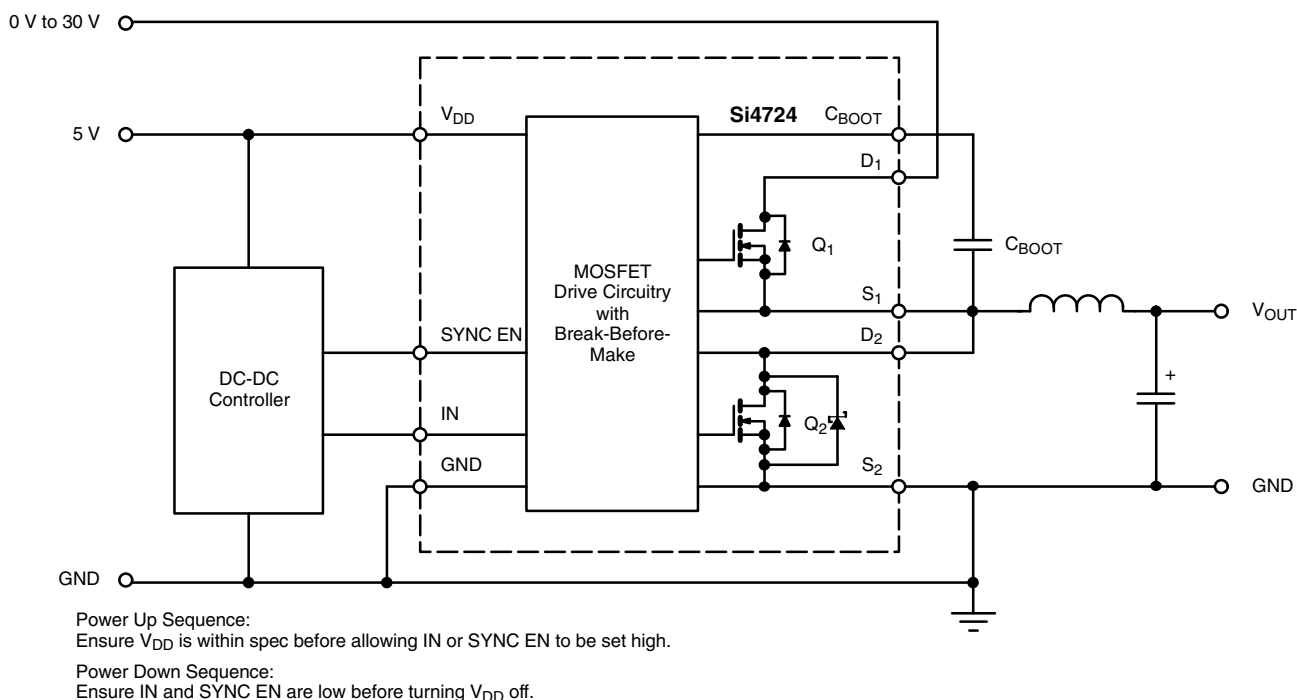 0 V to 30 V
5 V
VDD
Si4724
CBOOT
D1
Q1
CBOOT
MOSFET
Drive Circuitry
with
Break-Before-
Make
S1
VOUT
SYNC EN
D2
DC-DC
Controller
+
IN
Q2
GND
S2
GND
GND
Power Up Sequence:
Ensure VDD is within spec before allowing IN or SYNC EN to be set high.
Power Down Sequence:
Ensure IN and SYNC EN are low before turning VDD off.